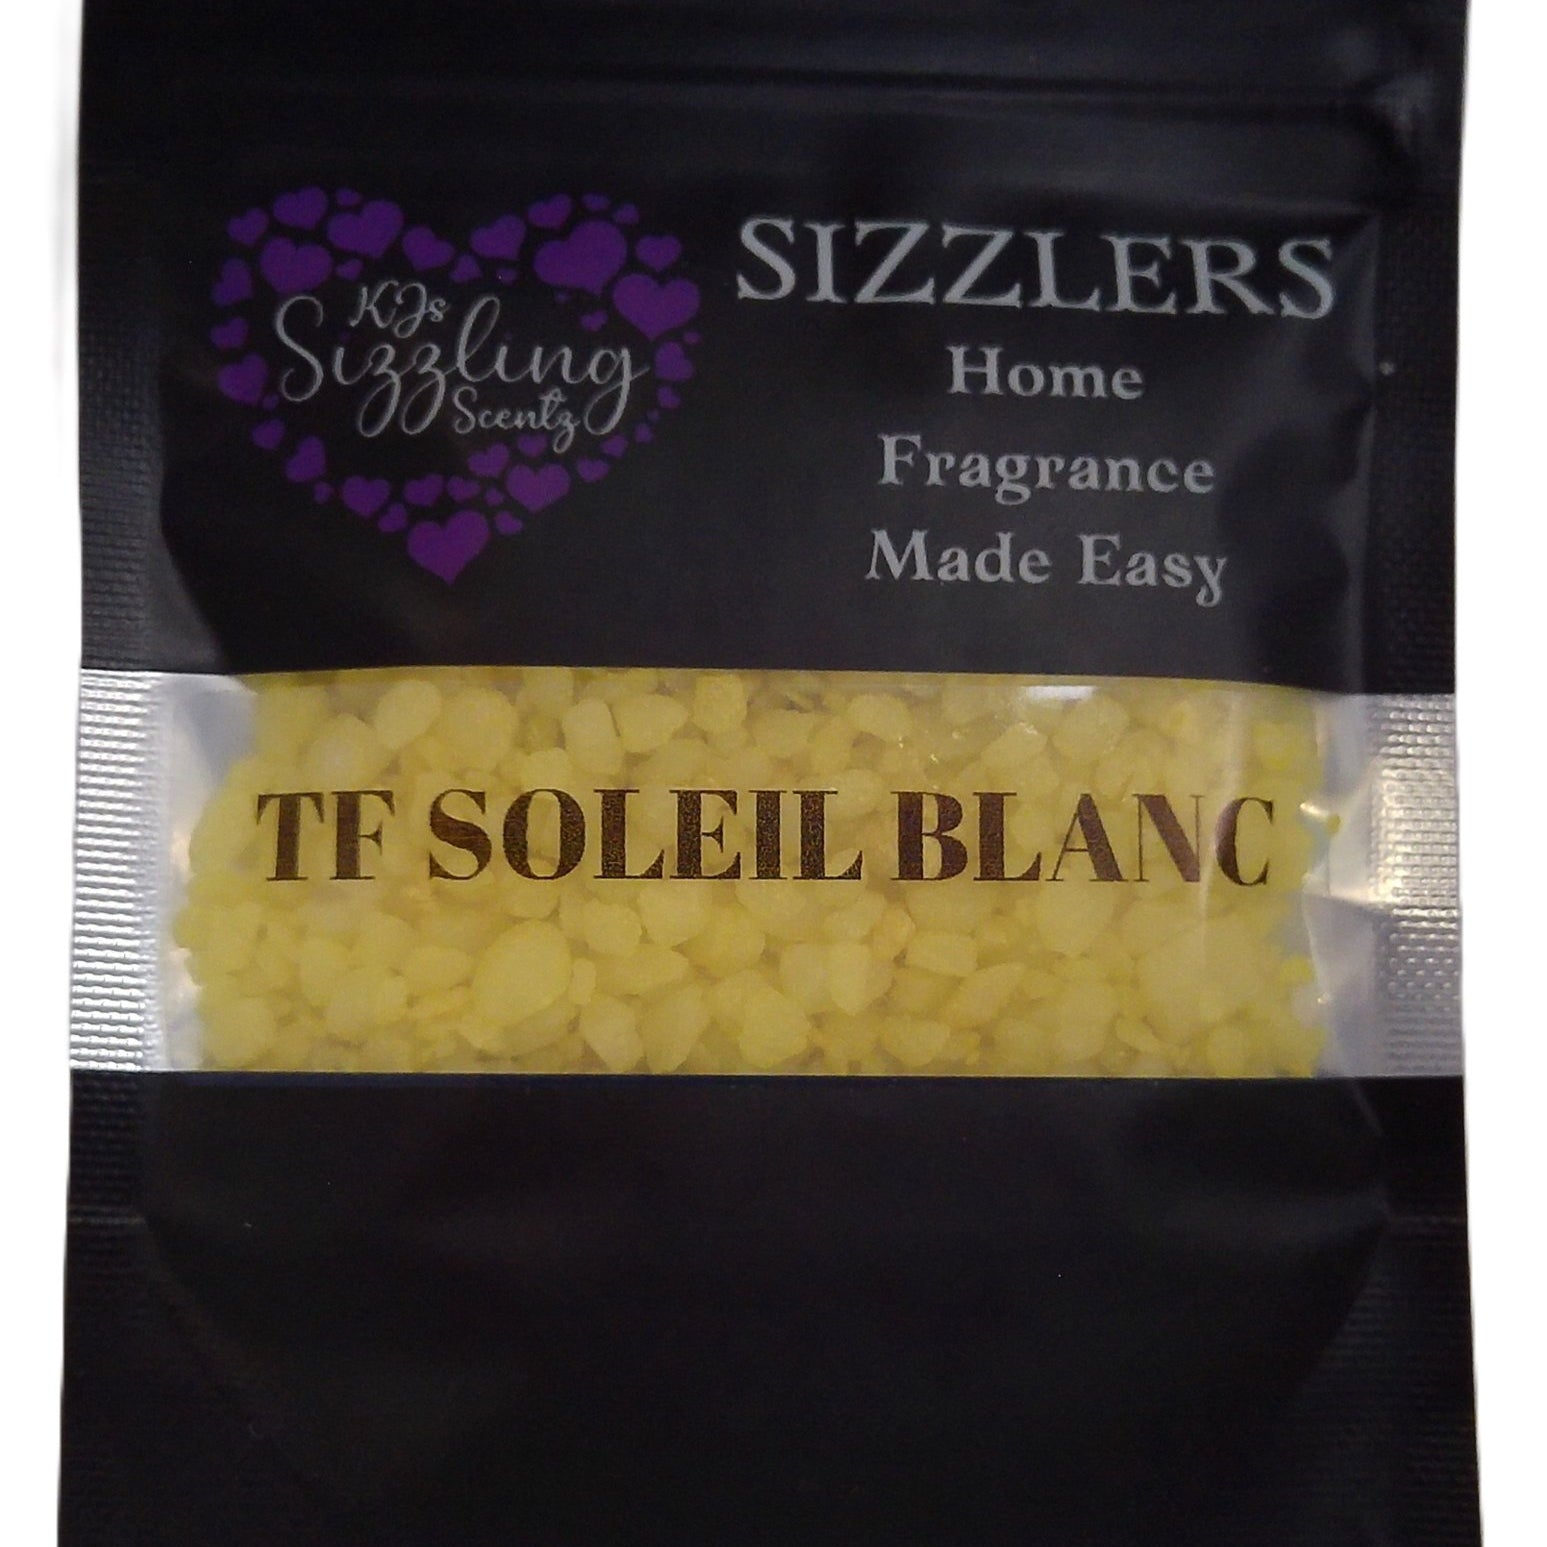 KJs
Sizzling
Scentz
SIZZLERS
Home
Fragrance
Made Easy
TF SOLEIL BLANC